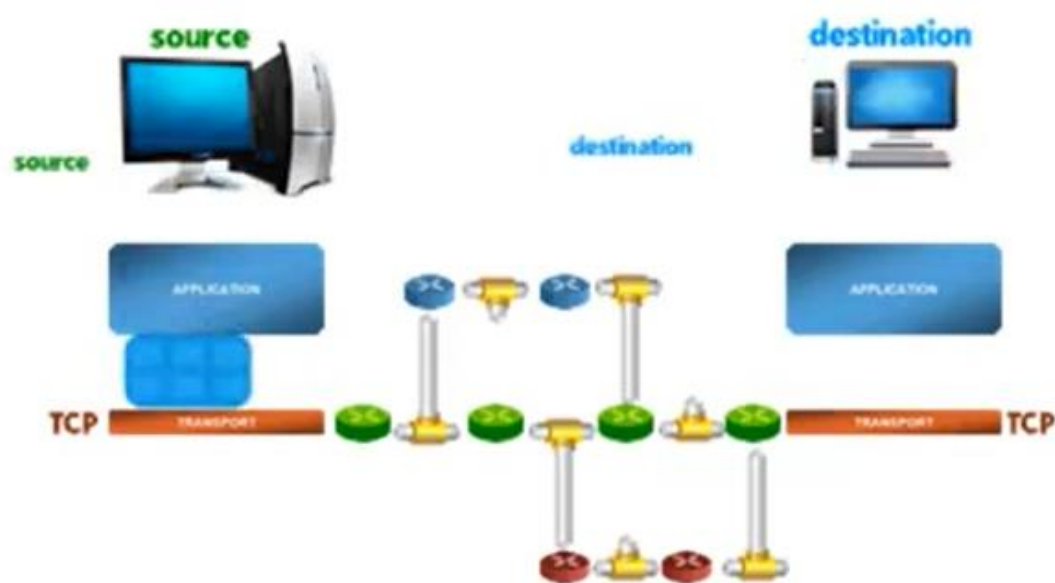 source
destination
source
destination
APPLICATION
APPLICATION
TCP
TRANSPORT
TRANSPORT
TCP